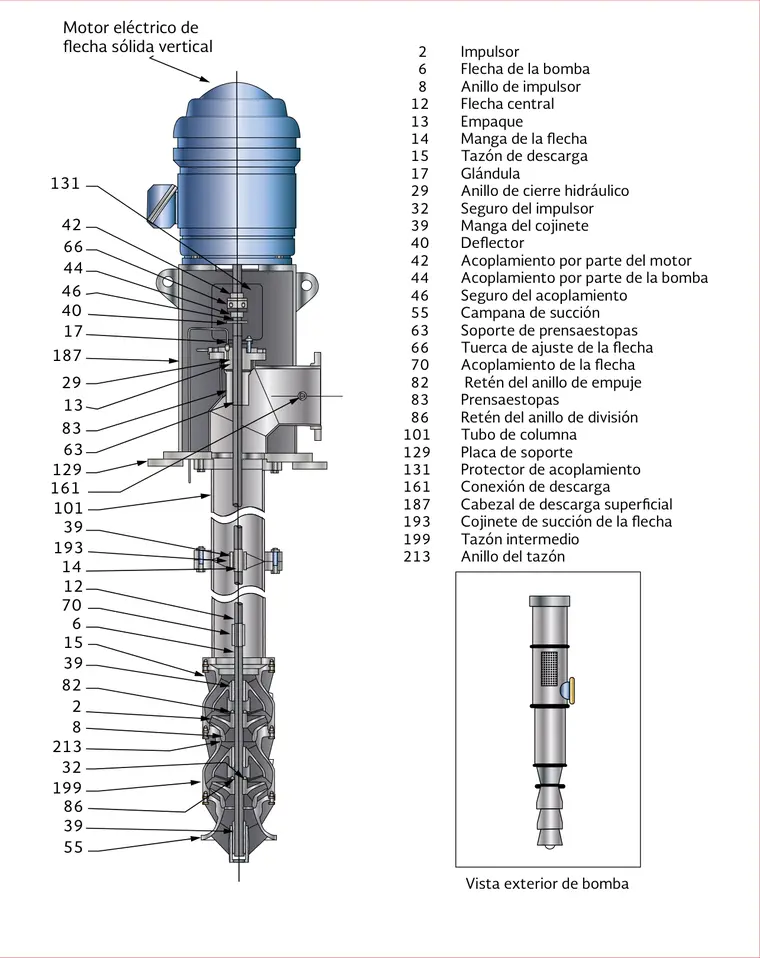 Motor eléctrico de
flecha sólida vertical
131
42
66
44
46
40
17
187
29
13
83
63
129
161
101
39
193
14
12
70
6
15
39
82
2
8
213
32
199
86
39
55
2 Impulsor
6 Flecha de la bomba
8 Anillo de impulsor
12 Flecha central
13 Empaque
14 Manga de la flecha
15 Tazón de descarga
17 Glándula
29 Anillo de cierre hidráulico
32 Seguro del impulsor
39 Manga del cojinete
40 Deflector
42 Acoplamiento por parte del motor
44 Acoplamiento por parte de la bomba
46 Seguro del acoplamiento
55 Campana de succión
63 Soporte de prensaestopas
66 Tuerca de ajuste de la flecha
70 Acoplamiento de la flecha
82 Retén del anillo de empuje
83 Prensaestopas
86 Retén del anillo de división
101 Tubo de columna
129 Placa de soporte
131 Protector de acoplamiento
161 Conexión de descarga
187 Cabezal de descarga superficial
193 Cojinete de succión de la flecha
199 Tazón intermedio
213 Anillo del tazón
Vista exterior de bomba